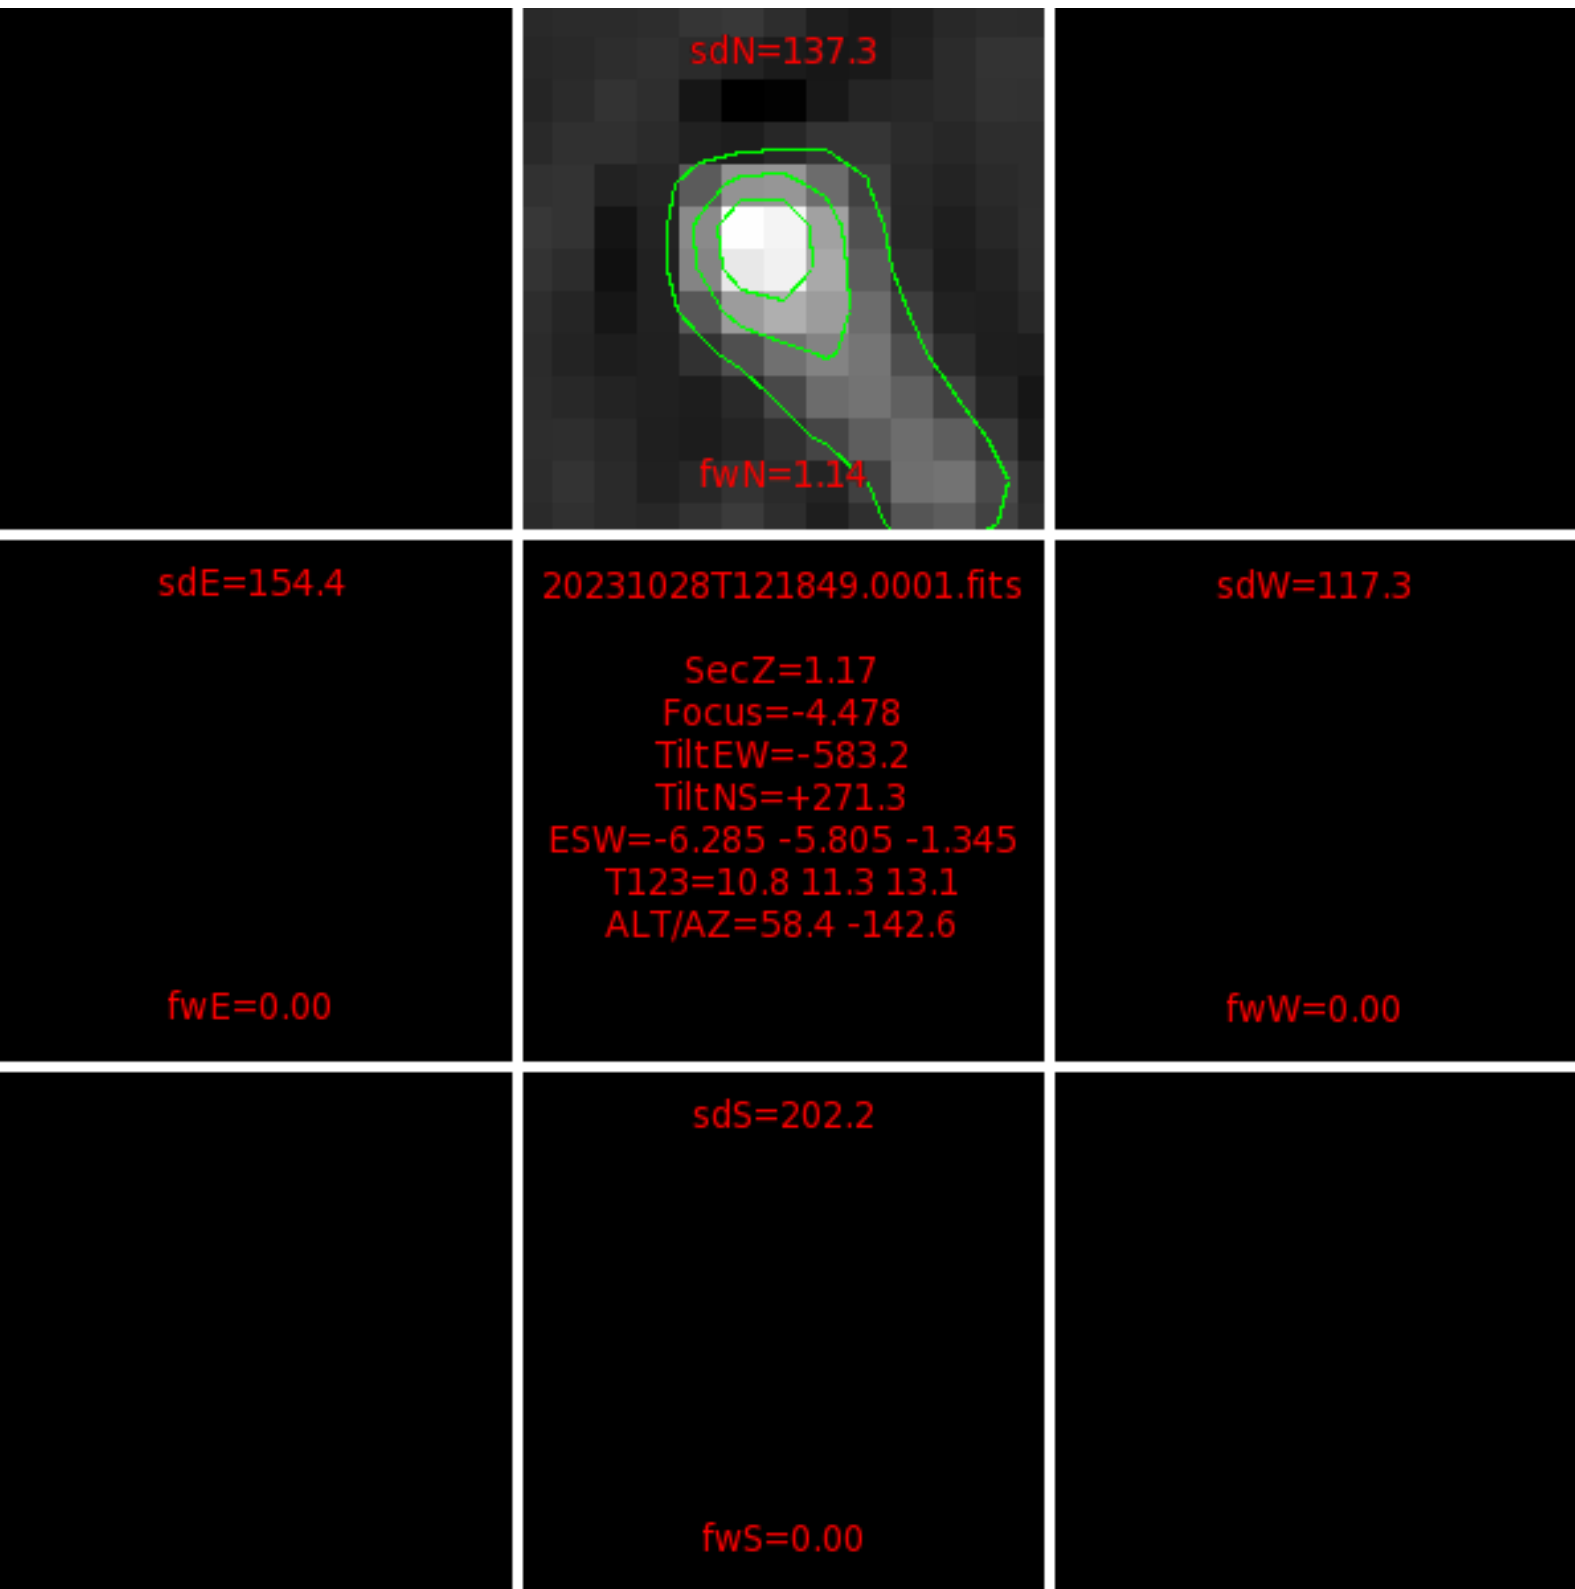 sdN=137.3
fwN=1.14
sdE=154.4
fwE=0.00
20231028T121849.0001.fits
SecZ=1.17
Focus=-4.478
TiltEW=-583.2
TiltNS=+271.3
ESW=-6.285 -5.805 -1.345
T123=10.8 11.3 13.1
ALT/AZ=58.4 -142.6
sdW=117.3
fwW=0.00
sdS=202.2
fwS=0.00